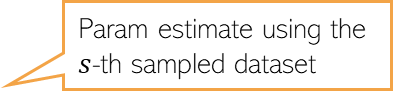 Param estimate using the
s-th sampled dataset